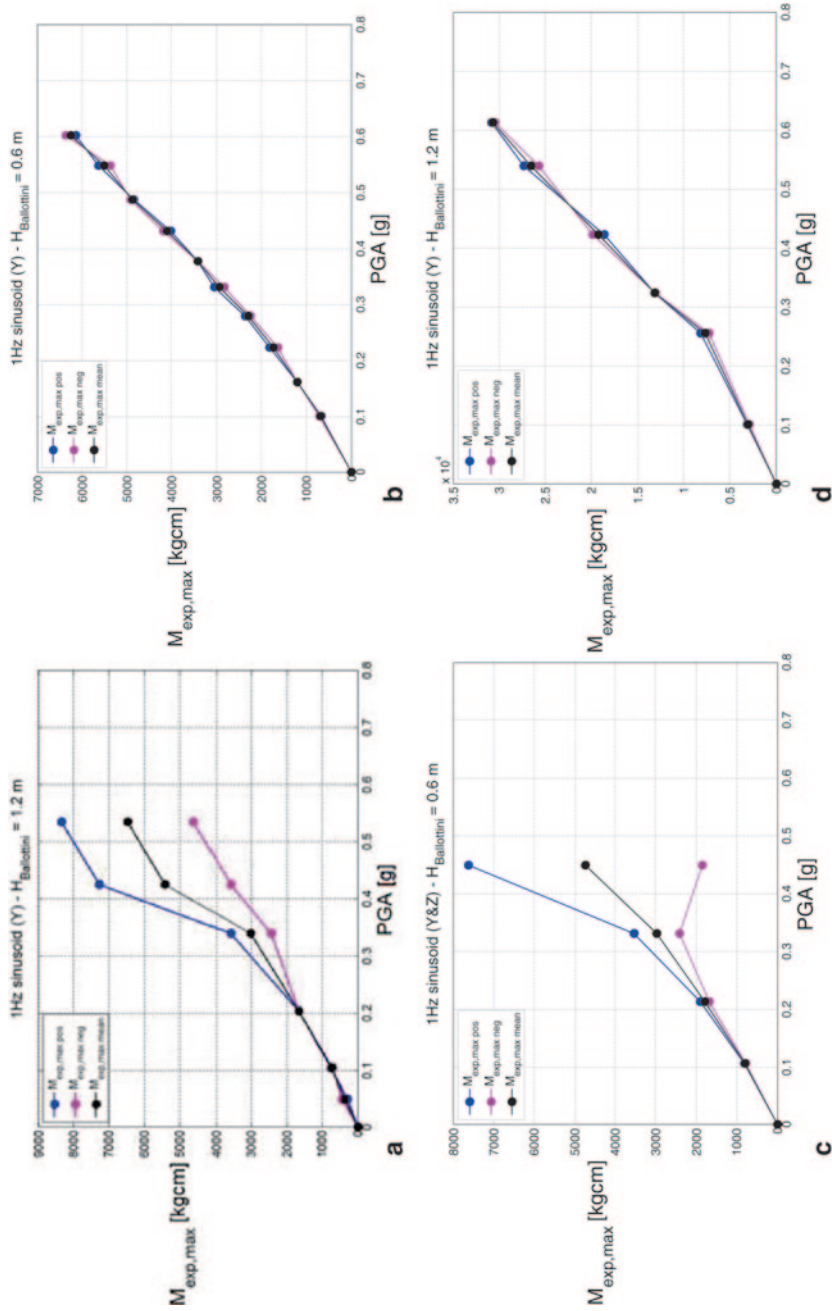 1Hz sinusoid (Y) - H_Ballottini = 1.2 m
M_exp,max [kgcm]
9000
8000
7000
6000
5000
4000
3000
2000
1000
0
M_exp,max pos
M_exp,max neg
M_exp,max mean
0 0.1 0.2 0.3 0.4 0.5 0.6 0.7 0.8
PGA [g]
a
1Hz sinusoid (Y) - H_Ballottini = 0.6 m
M_exp,max [kgcm]
7000
6000
5000
4000
3000
2000
1000
0
M_exp,max pos
M_exp,max neg
M_exp,max mean
0 0.1 0.2 0.3 0.4 0.5 0.6 0.7 0.8
PGA [g]
b
1Hz sinusoid (Y&Z) - H_Ballottini = 0.6 m
M_exp,max [kgcm]
8000
7000
6000
5000
4000
3000
2000
1000
0
M_exp,max pos
M_exp,max neg
M_exp,max mean
0 0.1 0.2 0.3 0.4 0.5 0.6 0.7 0.8
PGA [g]
c
1Hz sinusoid (Y) - H_Ballottini = 1.2 m
M_exp,max [kgcm]
x 10^4
3.5
3
2.5
2
1.5
1
0.5
0
M_exp,max pos
M_exp,max neg
M_exp,max mean
0 0.1 0.2 0.3 0.4 0.5 0.6 0.7 0.8
PGA [g]
d